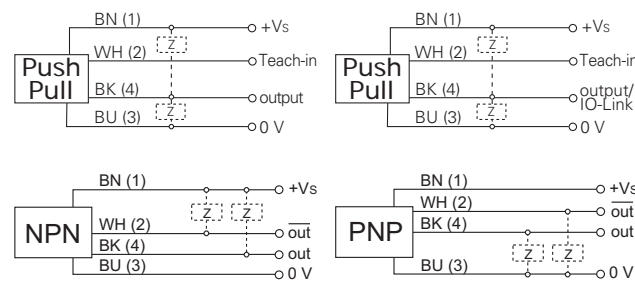 BN (1) +Vs
Z
WH (2) Teach-in
Push
Pull
BK (4) output
Z
BU (3) 0 V
BN (1) +Vs
Z
WH (2) Teach-in
Push
Pull
BK (4) output/
IO-Link
Z
BU (3) 0 V
BN (1) +Vs
Z Z
NPN
WH (2) out
BK (4) out
BU (3) 0 V
BN (1) +Vs
WH (2) out
PNP
BK (4) out
Z Z
BU (3) 0 V